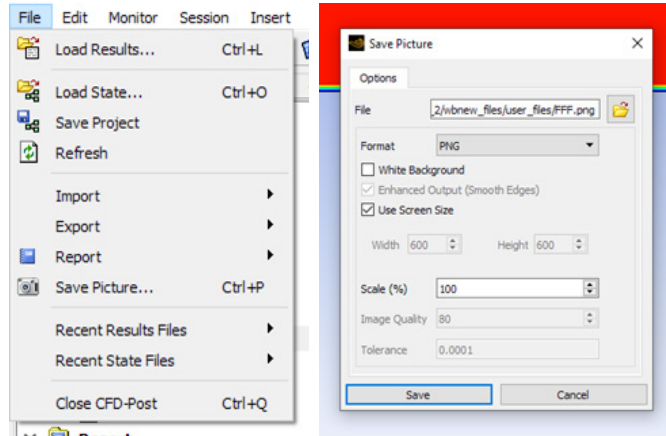 File Edit Monitor Session Insert
Load Results... Ctrl+L
Load State... Ctrl+O
Save Project
Refresh
Import
Export
Report
Save Picture... Ctrl+P
Recent Results Files
Recent State Files
Close CFD-Post Ctrl+Q
Save Picture
Options
File _2/wbnew_files/user_files/FFF.png
Format PNG
White Background
Enhanced Output (Smooth Edges)
Use Screen Size
Width 600 Height 600
Scale (%) 100
Image Quality 80
Tolerance 0.0001
Save Cancel